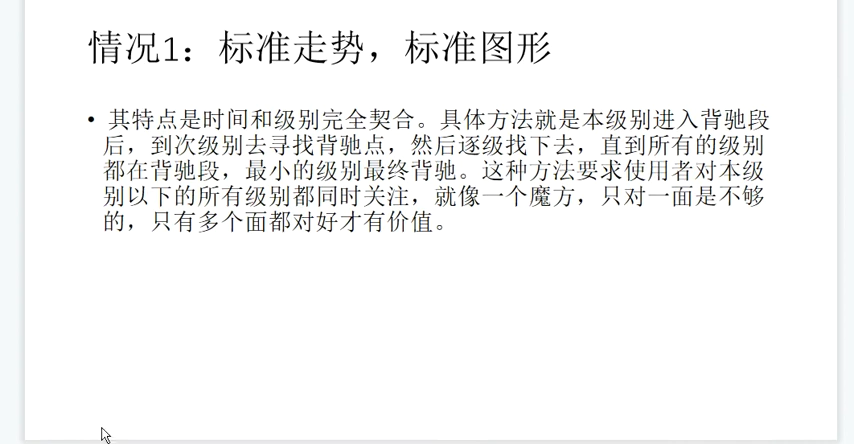 情况1：标准走势，标准图形
• 其特点是时间和级别完全契合。具体方法就是本级别进入背驰段
后，到次级别去寻找背驰点，然后逐级找下去，直到所有的级别
都在背驰段，最小的级别最终背驰。这种方法要求使用者对本级
别以下的所有级别都同时关注，就像一个魔方，只对一面是不够
的，只有多个面都对好才有价值。